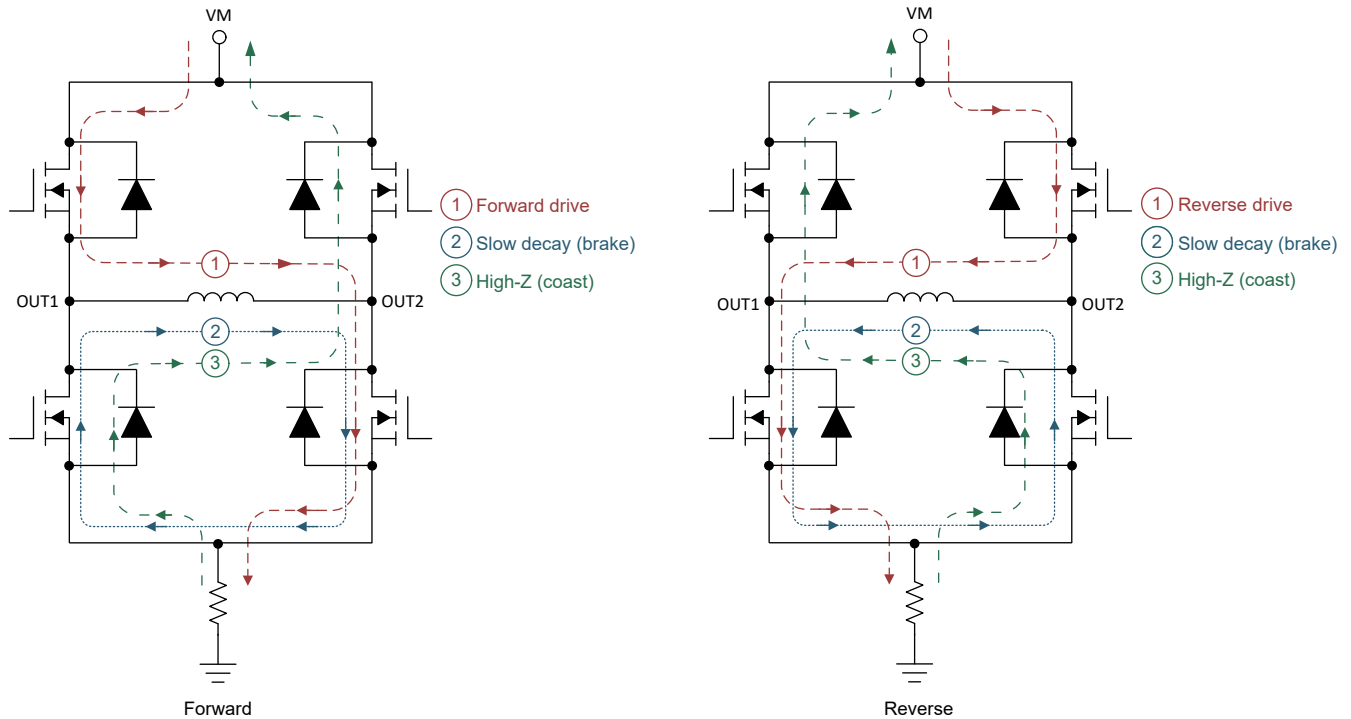 VM
1 Forward drive
2 Slow decay (brake)
3 High-Z (coast)
1
OUT1
OUT2
2
3
Forward
VM
1 Reverse drive
2 Slow decay (brake)
3 High-Z (coast)
1
OUT1
OUT2
2
3
Reverse